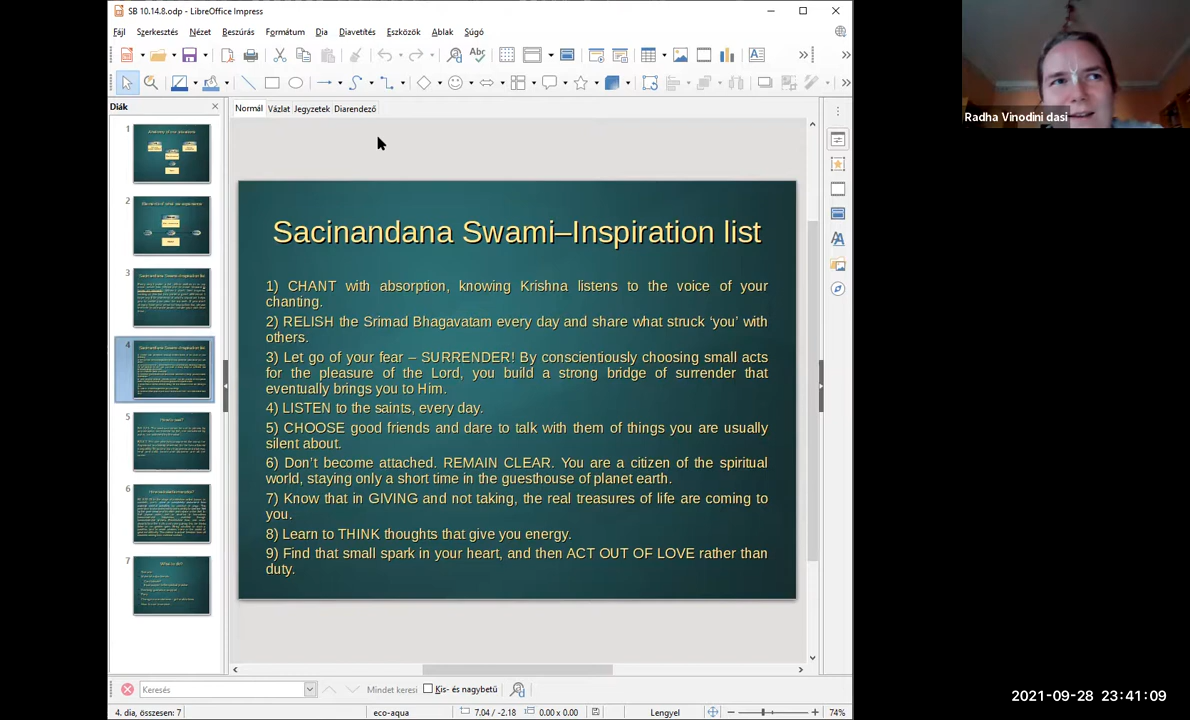 SB 10.14.8.odp - LibreOffice Impress
Fájl Szerkesztés Nézet Beszúrás Formátum Dia Diavetítés Eszközök Ablak Súgó
Diák
Normál Vázlat Jegyzetek Diarendező
1
2
3
4
5
6
7
Sacinandana Swami–Inspiration list
1) CHANT with absorption, knowing Krishna listens to the voice of your
chanting.
2) RELISH the Srimad Bhagavatam every day and share what struck ‘you’ with
others.
3) Let go of your fear – SURRENDER! By conscientiously choosing small acts
for the pleasure of the Lord, you build a strong bridge of surrender that
eventually brings you to Him.
4) LISTEN to the saints, every day.
5) CHOOSE good friends and dare to talk with them of things you are usually
silent about.
6) Don’t become attached. REMAIN CLEAR. You are a citizen of the spiritual
world, staying only a short time in the guesthouse of planet earth.
7) Know that in GIVING and not taking, the real treasures of life are coming to
you.
8) Learn to THINK thoughts that give you energy.
9) Find that small spark in your heart, and then ACT OUT OF LOVE rather than
duty.
Keresés Mindet keresi Kis- és nagybetű
4. dia, összesen: 7 eco-aqua 7.04 / -2.18 0.00 x 0.00 Lengyel 74%
Radha Vinodini dasi
2021-09-28 23:41:09